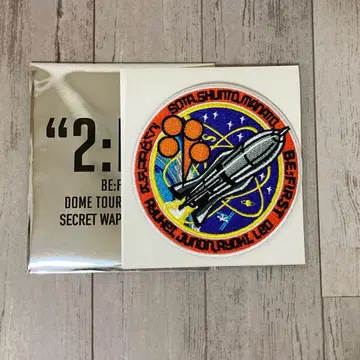 “2:
BE:F
DOME TOUR
SECRET WAP
SOTA.SHUNTO.MANATO.
BE:FIRST
RYUHEI.JUNON.RYOKI.LEO